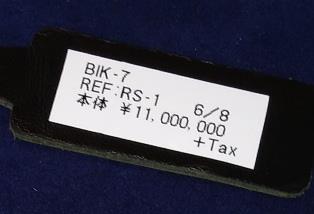 BIK-7
REF:RS-1 6/8
本体 ¥11,000,000
+Tax